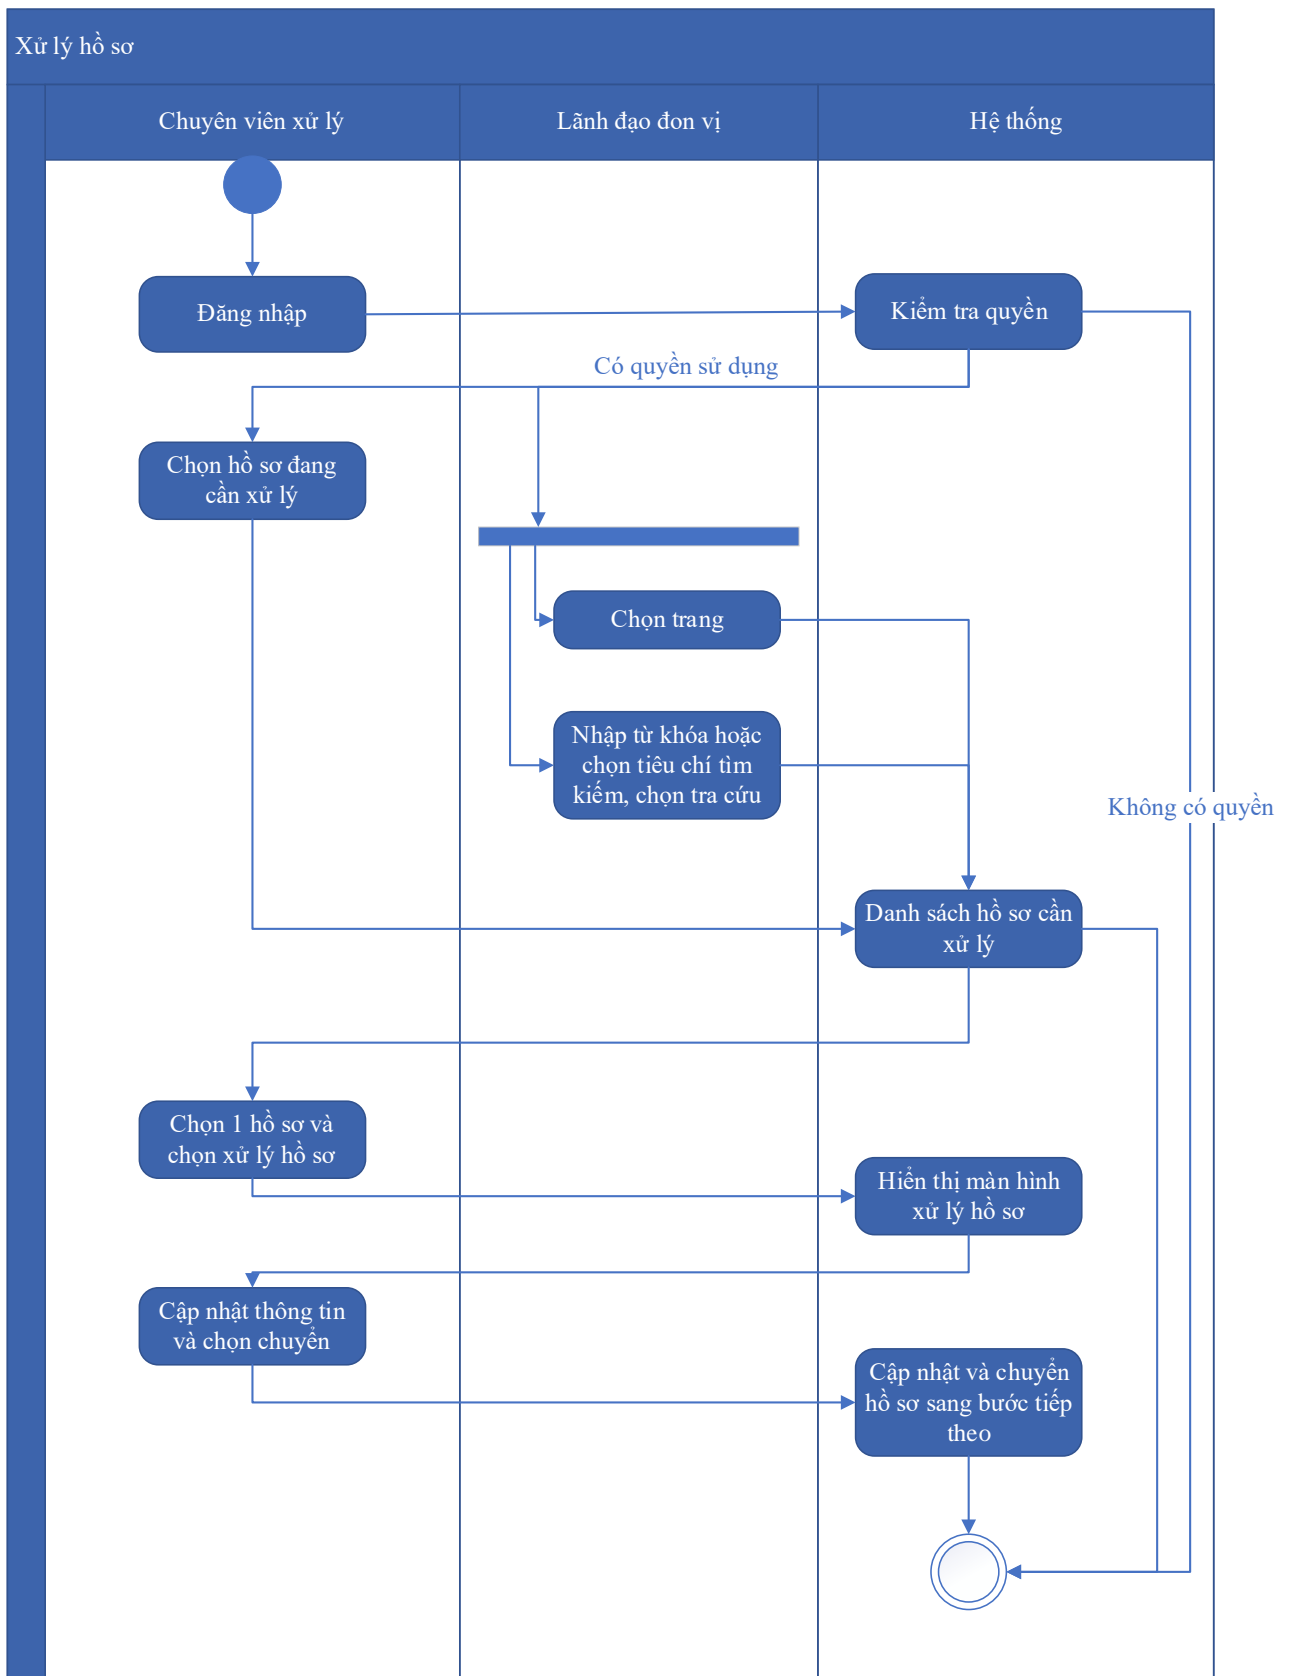 Xử lý hồ sơ
Chuyên viên xử lý
Lãnh đạo đơn vị
Hệ thống
Đăng nhập
Kiểm tra quyền
Có quyền sử dụng
Chọn hồ sơ đang
cần xử lý
Chọn trang
Nhập từ khóa hoặc
chọn tiêu chí tìm
kiếm, chọn tra cứu
Không có quyền
Danh sách hồ sơ cần
xử lý
Chọn 1 hồ sơ và
chọn xử lý hồ sơ
Hiển thị màn hình
xử lý hồ sơ
Cập nhật thông tin
và chọn chuyển
Cập nhật và chuyển
hồ sơ sang bước tiếp
theo